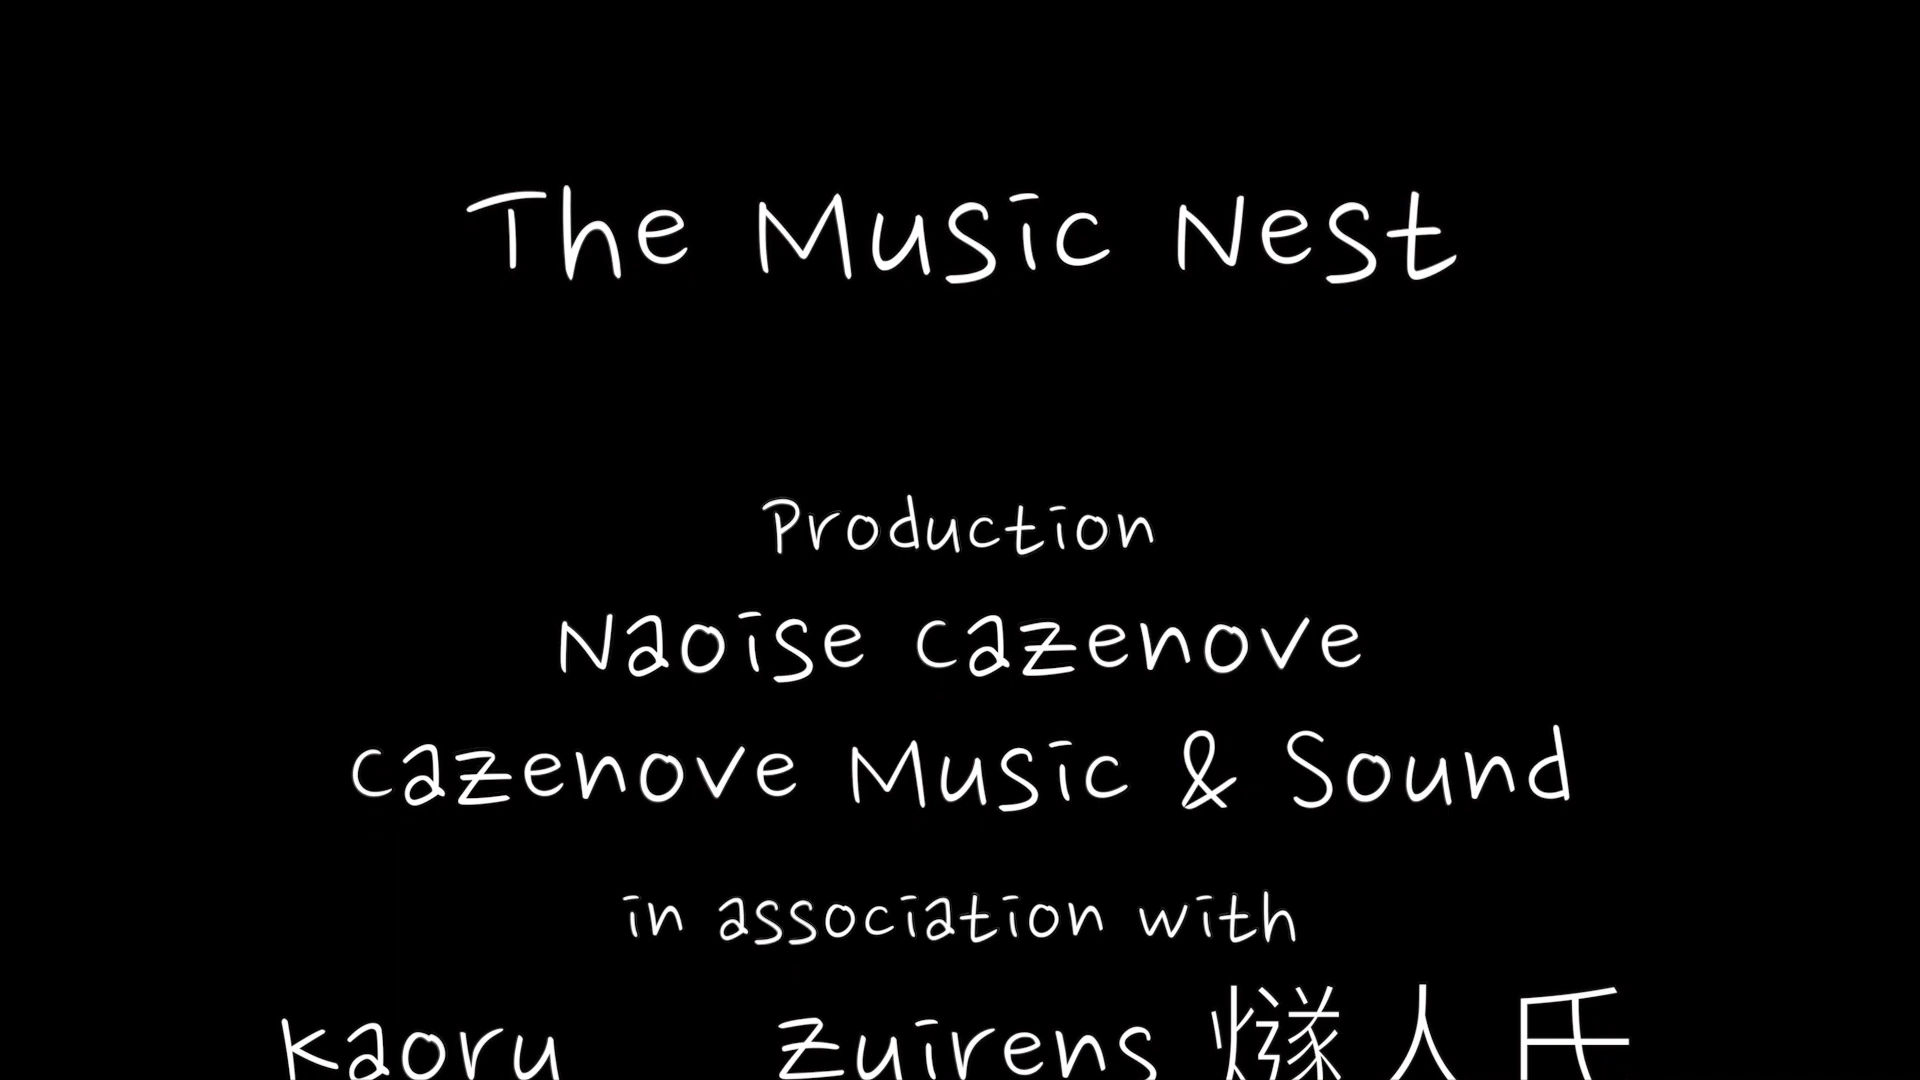 The Music Nest
Production
Naoise Cazenove
Cazenove Music & Sound
in association with
Kaoru Zuirens 燧人氏